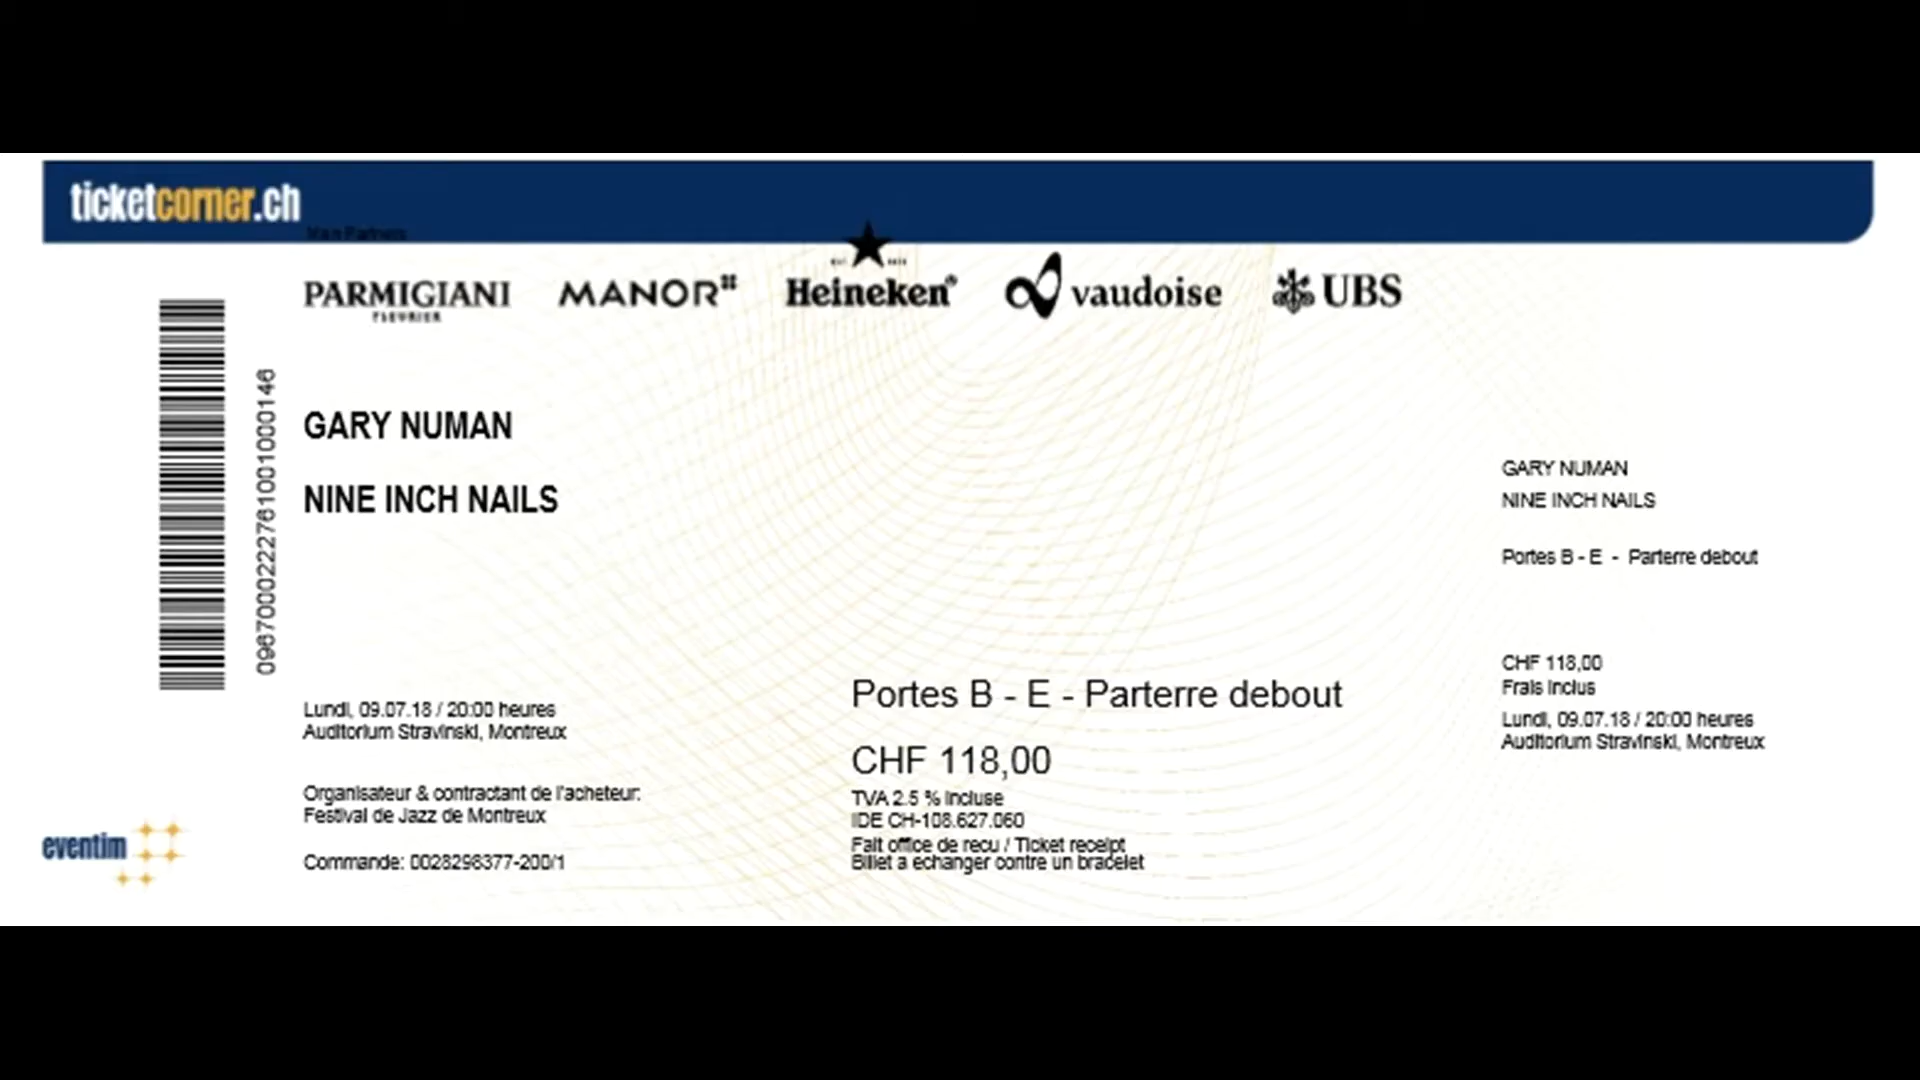 ticketcorner.ch
Main Partners
PARMIGIANI
FLEURIER
MANOR
Heineken®
vaudoise
UBS
0967000022276100100000146
GARY NUMAN
NINE INCH NAILS
Lundi, 09.07.18 / 20:00 heures
Auditorium Stravinski, Montreux
Organisateur & contractant de l'acheteur:
Festival de Jazz de Montreux
Commande: 0028298377-200/1
eventim
Portes B - E - Parterre debout
CHF 118,00
TVA 2.5 % incluse
IDE CH-108.627.060
Fait office de recu / Ticket receipt
Billet a echanger contre un bracelet
GARY NUMAN
NINE INCH NAILS
Portes B - E - Parterre debout
CHF 118,00
Frais inclus
Lundi, 09.07.18 / 20:00 heures
Auditorium Stravinski, Montreux